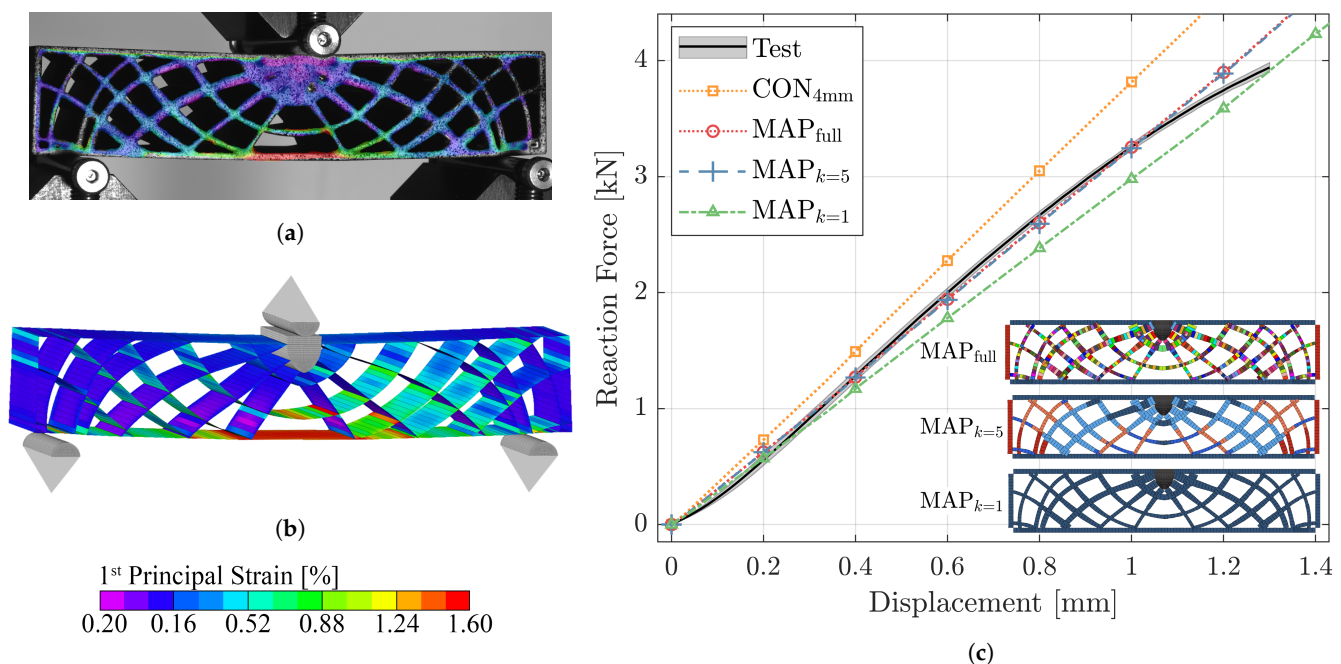 (a)
(b)
1st Principal Strain [%]
0.20 0.16 0.52 0.88 1.24 1.60
Reaction Force [kN]
4
3
2
1
0
Test
CON4mm
MAPfull
MAPk=5
MAPk=1
MAPfull
MAPk=5
MAPk=1
0 0.2 0.4 0.6 0.8 1 1.2 1.4
Displacement [mm]
(c)